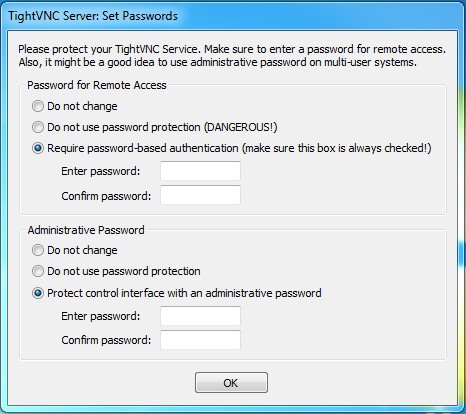 TightVNC Server: Set Passwords
Please protect your TightVNC Service. Make sure to enter a password for remote access.
Also, it might be a good idea to use administrative password on multi-user systems.
Password for Remote Access
Do not change
Do not use password protection (DANGEROUS!)
Require password-based authentication (make sure this box is always checked!)
Enter password:
Confirm password:
Administrative Password
Do not change
Do not use password protection
Protect control interface with an administrative password
Enter password:
Confirm password:
OK